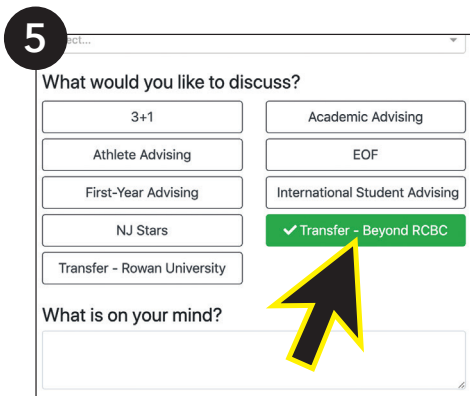 5
What would you like to discuss?
3+1
Academic Advising
Athlete Advising
EOF
First-Year Advising
International Student Advising
NJ Stars
✓ Transfer - Beyond RCBC
Transfer - Rowan University
What is on your mind?